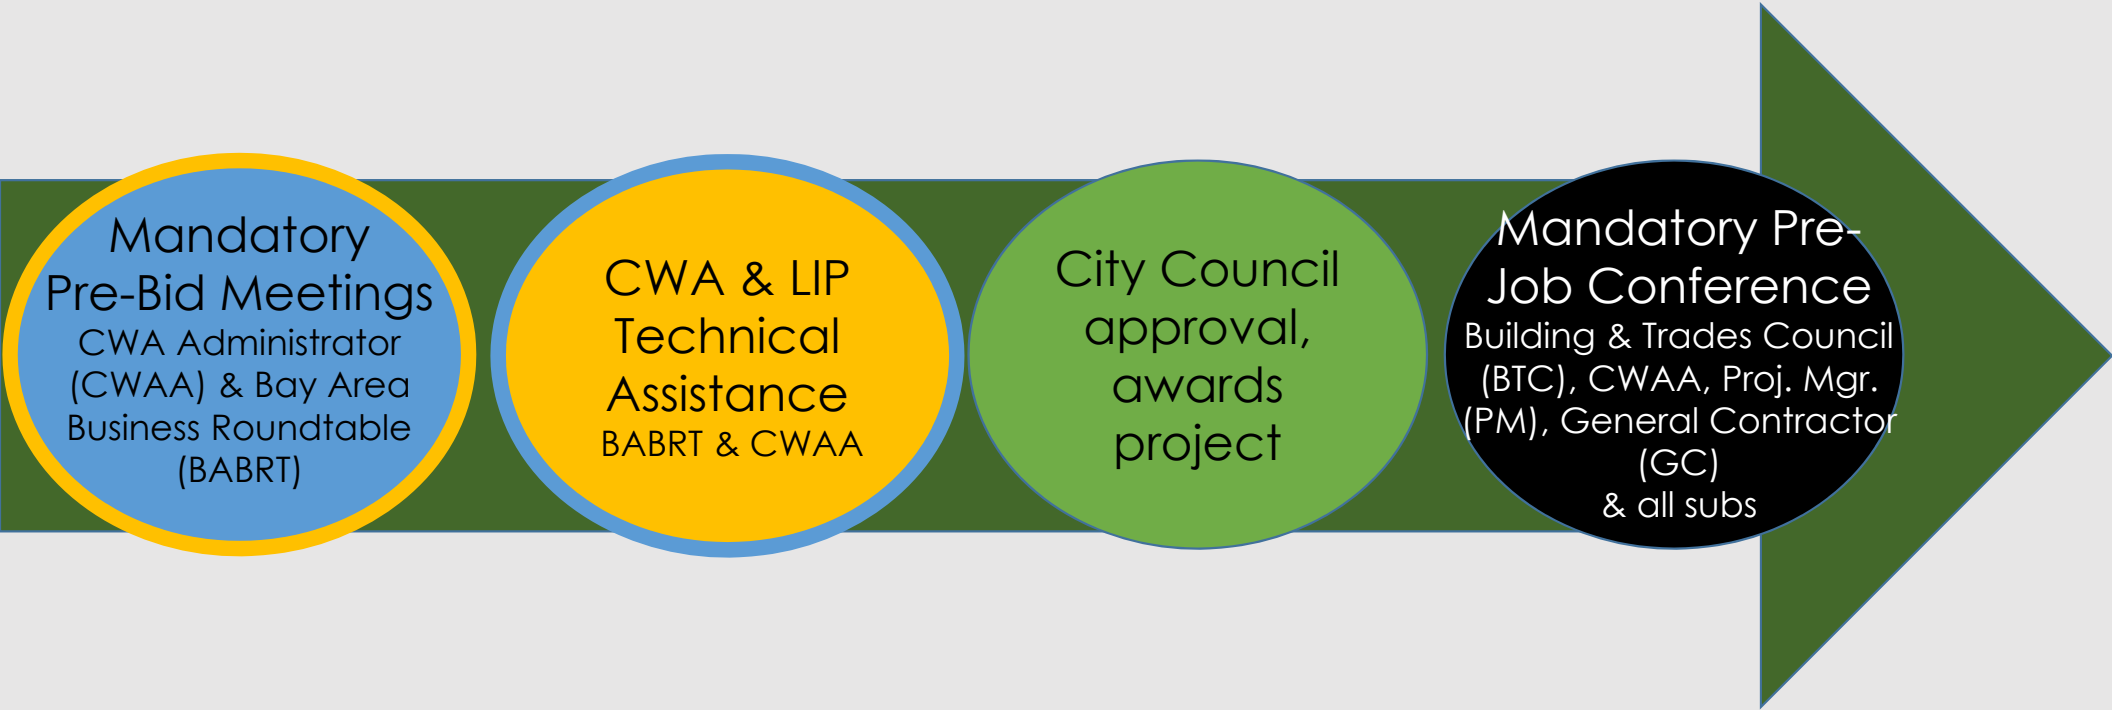 Mandatory
Pre-Bid Meetings
CWA Administrator
(CWAA) & Bay Area
Business Roundtable
(BABRT)
CWA & LIP
Technical
Assistance
BABRT & CWAA
City Council
approval,
awards
project
Mandatory Pre-
Job Conference
Building & Trades Council
(BTC), CWAA, Proj. Mgr.
(PM), General Contractor
(GC)
& all subs